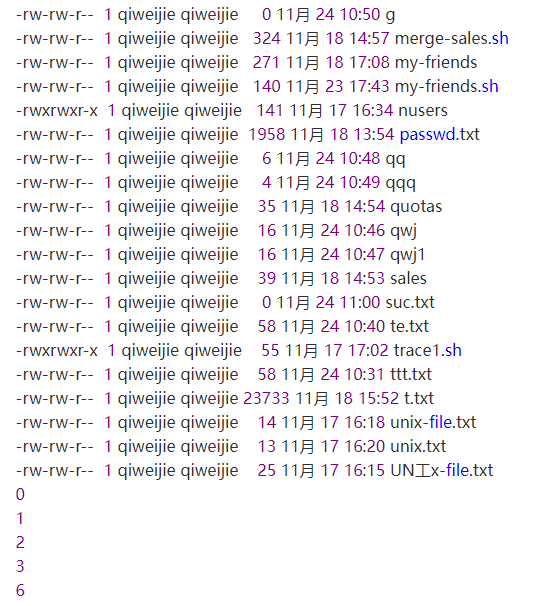 -rw-rw-r-- 1 qiweijie qiweijie 0 11月 24 10:50 g
-rw-rw-r-- 1 qiweijie qiweijie 324 11月 18 14:57 merge-sales.sh
-rw-rw-r-- 1 qiweijie qiweijie 271 11月 18 17:08 my-friends
-rw-rw-r-- 1 qiweijie qiweijie 140 11月 23 17:43 my-friends.sh
-rwxrwxr-x 1 qiweijie qiweijie 141 11月 17 16:34 nusers
-rw-rw-r-- 1 qiweijie qiweijie 1958 11月 18 13:54 passwd.txt
-rw-rw-r-- 1 qiweijie qiweijie 6 11月 24 10:48 qq
-rw-rw-r-- 1 qiweijie qiweijie 4 11月 24 10:49 qqq
-rw-rw-r-- 1 qiweijie qiweijie 35 11月 18 14:54 quotas
-rw-rw-r-- 1 qiweijie qiweijie 16 11月 24 10:46 qwj
-rw-rw-r-- 1 qiweijie qiweijie 16 11月 24 10:47 qwj1
-rw-rw-r-- 1 qiweijie qiweijie 39 11月 18 14:53 sales
-rw-rw-r-- 1 qiweijie qiweijie 0 11月 24 11:00 suc.txt
-rw-rw-r-- 1 qiweijie qiweijie 58 11月 24 10:40 te.txt
-rwxrwxr-x 1 qiweijie qiweijie 55 11月 17 17:02 trace1.sh
-rw-rw-r-- 1 qiweijie qiweijie 58 11月 24 10:31 ttt.txt
-rw-rw-r-- 1 qiweijie qiweijie 23733 11月 18 15:52 t.txt
-rw-rw-r-- 1 qiweijie qiweijie 14 11月 17 16:18 unix-file.txt
-rw-rw-r-- 1 qiweijie qiweijie 13 11月 17 16:20 unix.txt
-rw-rw-r-- 1 qiweijie qiweijie 25 11月 17 16:15 UN工x-file.txt
0
1
2
3
6